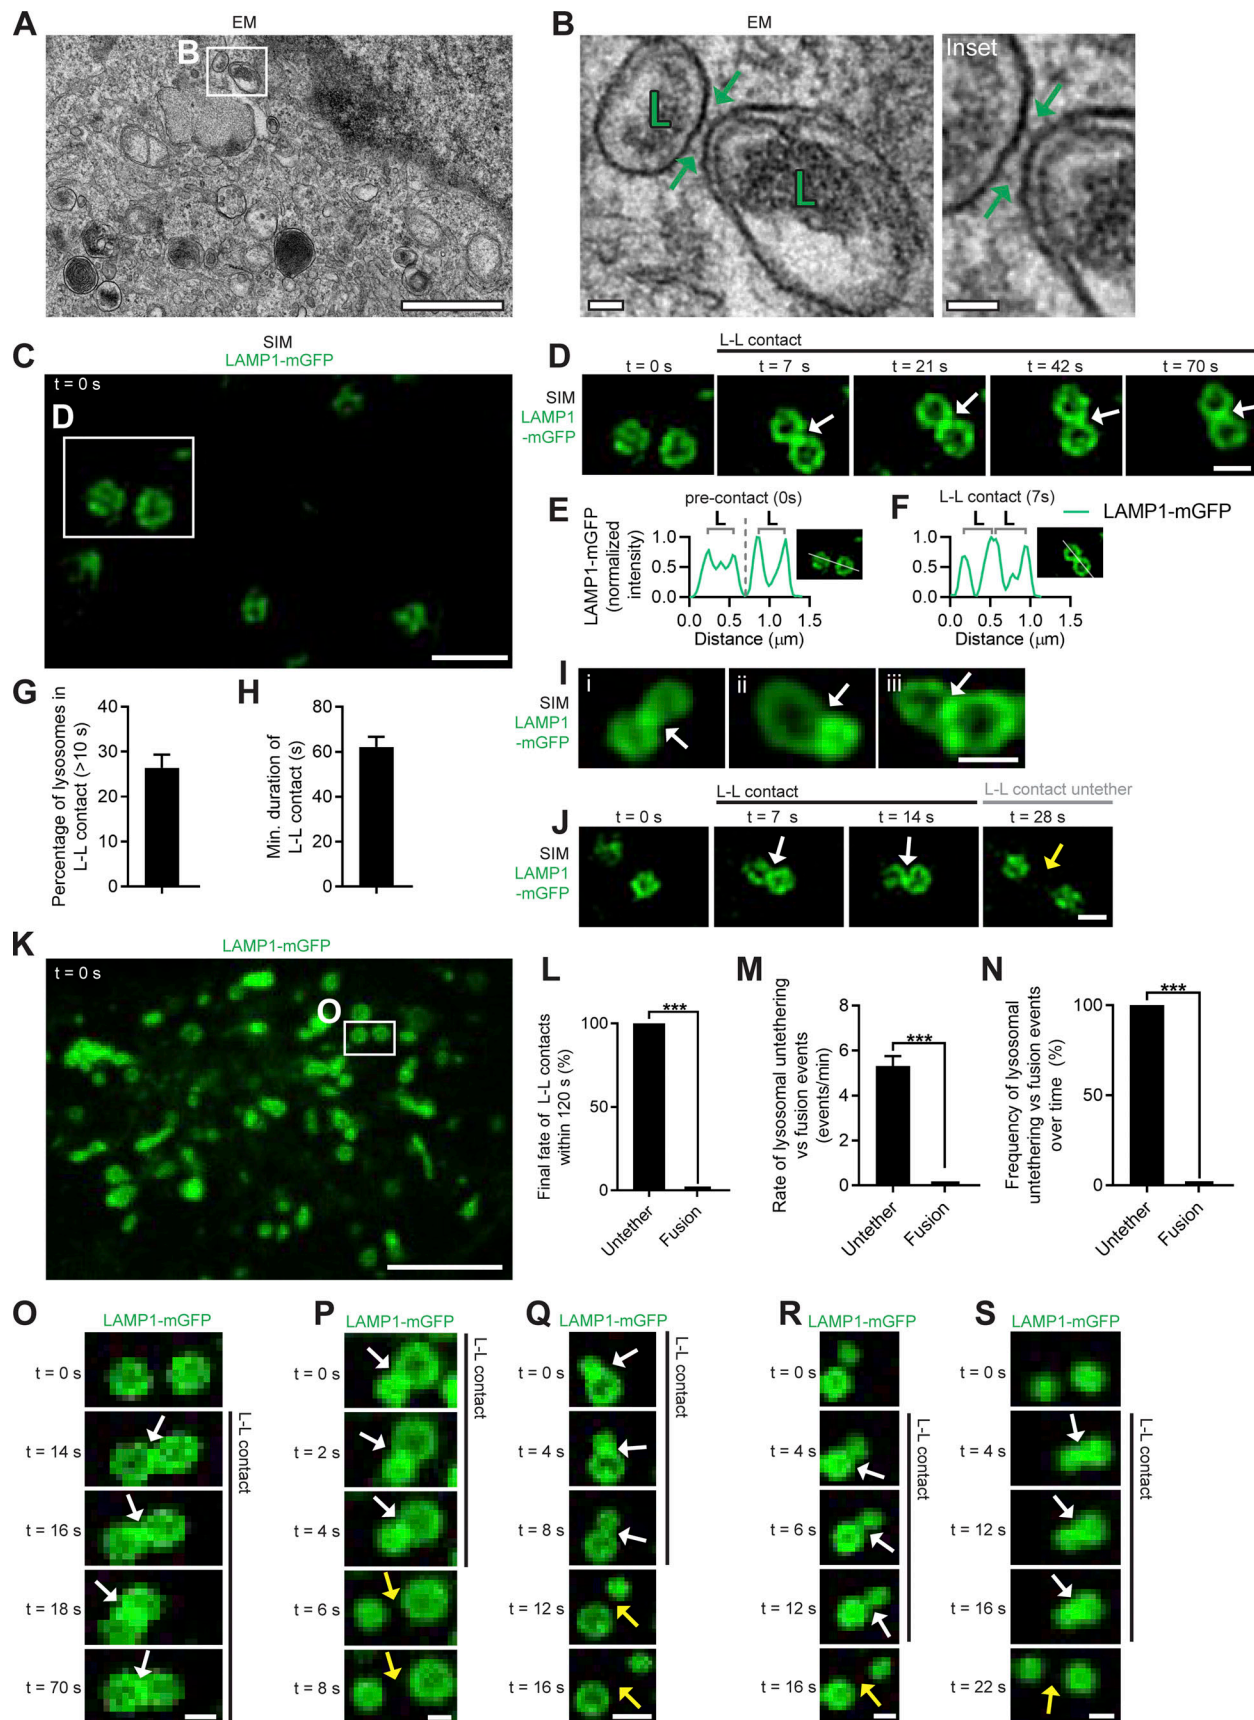 A
EM
B
B
EM
L
L
Inset
C
SIM
LAMP1-mGFP
t = 0 s
D
D
L-L contact
t = 0 s
t = 7 s
t = 21 s
t = 42 s
t = 70 s
SIM
LAMP1
-mGFP
E
pre-contact (0s)
L
L
LAMP1-mGFP
(normalized
intensity)
1.0
0.5
0.0
0.0 0.5 1.0 1.5
Distance (μm)
F
L-L contact (7s)
L
L
LAMP1-mGFP
1.0
0.5
0.0
0.0 0.5 1.0 1.5
Distance (μm)
G
Percentage of lysosomes in
L-L contact (>10 s)
40
30
20
10
0
H
Min. duration of
L-L contact (s)
80
60
40
20
0
I
SIM
LAMP1
-mGFP
i
ii
iii
J
L-L contact
L-L contact untether
t = 0 s
t = 7 s
t = 14 s
t = 28 s
SIM
LAMP1
-mGFP
K
LAMP1-mGFP
t = 0 s
O
L
Final fate of L-L contacts
within 120 s (%)
100
50
0
***
Untether
Fusion
M
Rate of lysosomal untethering
vs fusion events
(events/min)
8
6
4
2
0
***
Untether
Fusion
N
Frequency of lysosomal
untethering vs fusion events
over time (%)
100
50
0
***
Untether
Fusion
O
LAMP1-mGFP
t = 0 s
t = 14 s
t = 16 s
t = 18 s
t = 70 s
L-L contact
P
LAMP1-mGFP
t = 0 s
t = 2 s
t = 4 s
t = 6 s
t = 8 s
L-L contact
Q
LAMP1-mGFP
t = 0 s
t = 4 s
t = 8 s
t = 12 s
t = 16 s
L-L contact
R
LAMP1-mGFP
t = 0 s
t = 4 s
t = 6 s
t = 12 s
t = 16 s
L-L contact
S
LAMP1-mGFP
t = 0 s
t = 4 s
t = 12 s
t = 16 s
t = 22 s
L-L contact